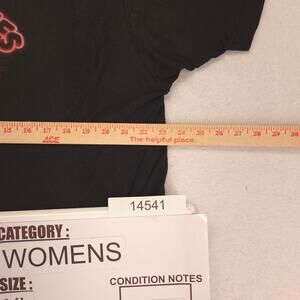 15 16 17 18 19 20 21 22 23 24 25 26 27 28 29 30
ACE The helpful place.
14541
CATEGORY :
WOMENS
SIZE :
CONDITION NOTES